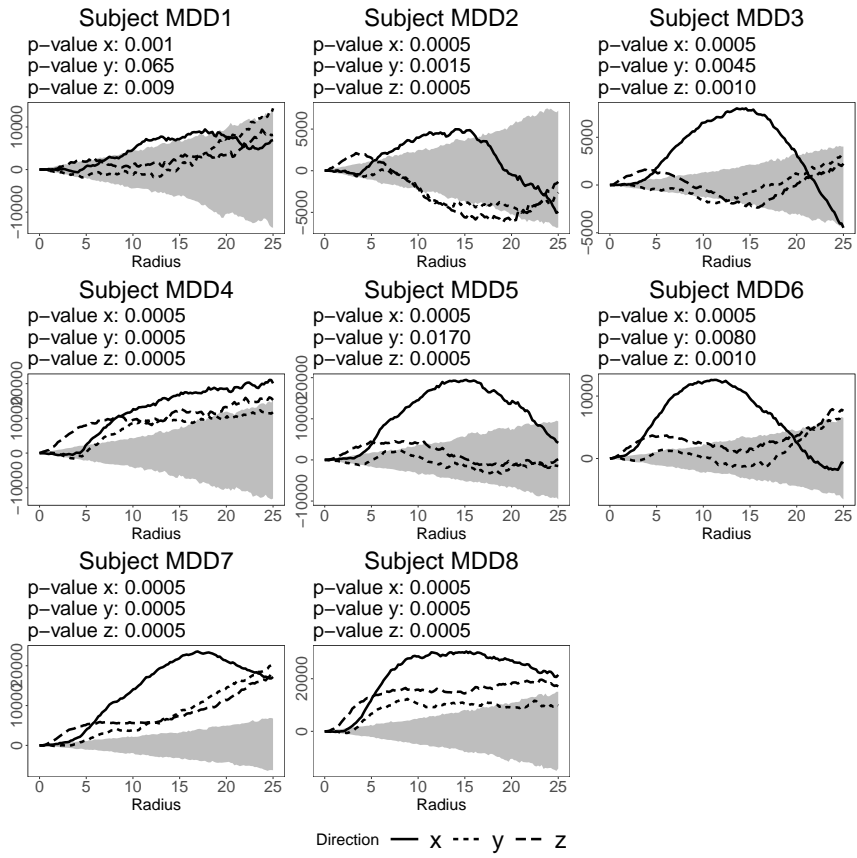 Subject MDD1
p−value x: 0.001
p−value y: 0.065
p−value z: 0.009
10000
0
−10000
0 5 10 15 20 25
Radius
Subject MDD2
p−value x: 0.0005
p−value y: 0.0015
p−value z: 0.0005
5000
0
−5000
0 5 10 15 20 25
Radius
Subject MDD3
p−value x: 0.0005
p−value y: 0.0045
p−value z: 0.0010
5000
0
−5000
0 5 10 15 20 25
Radius
Subject MDD4
p−value x: 0.0005
p−value y: 0.0005
p−value z: 0.0005
20000
10000
0
−10000
0 5 10 15 20 25
Radius
Subject MDD5
p−value x: 0.0005
p−value y: 0.0170
p−value z: 0.0005
20000
10000
0
−10000
0 5 10 15 20 25
Radius
Subject MDD6
p−value x: 0.0005
p−value y: 0.0080
p−value z: 0.0010
10000
0
0 5 10 15 20 25
Radius
Subject MDD7
p−value x: 0.0005
p−value y: 0.0005
p−value z: 0.0005
20000
10000
0
0 5 10 15 20 25
Radius
Subject MDD8
p−value x: 0.0005
p−value y: 0.0005
p−value z: 0.0005
20000
0
0 5 10 15 20 25
Radius
Direction x y z